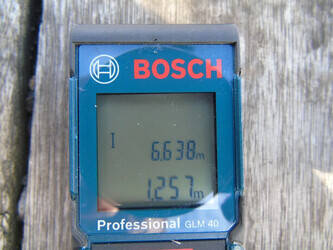 BOSCH
6.638m
1.257m
Professional GLM 40